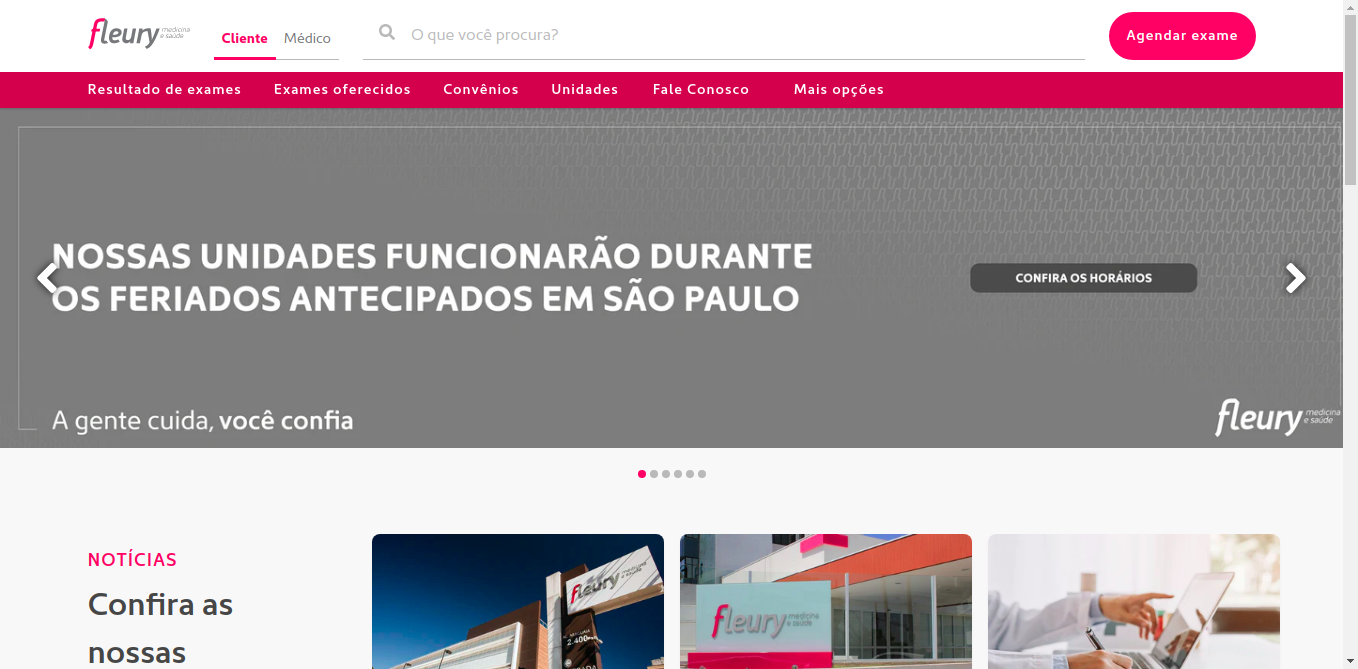 fleury medicina e saúde
Cliente Médico
O que você procura?
Agendar exame
Resultado de exames Exames oferecidos Convênios Unidades Fale Conosco Mais opções
NOSSAS UNIDADES FUNCIONARÃO DURANTE
OS FERIADOS ANTECIPADOS EM SÃO PAULO
CONFIRA OS HORÁRIOS
A gente cuida, você confia
fleury medicina e saúde
NOTÍCIAS
Confira as
nossas
fleury
2.400
fleury medicina e saúde